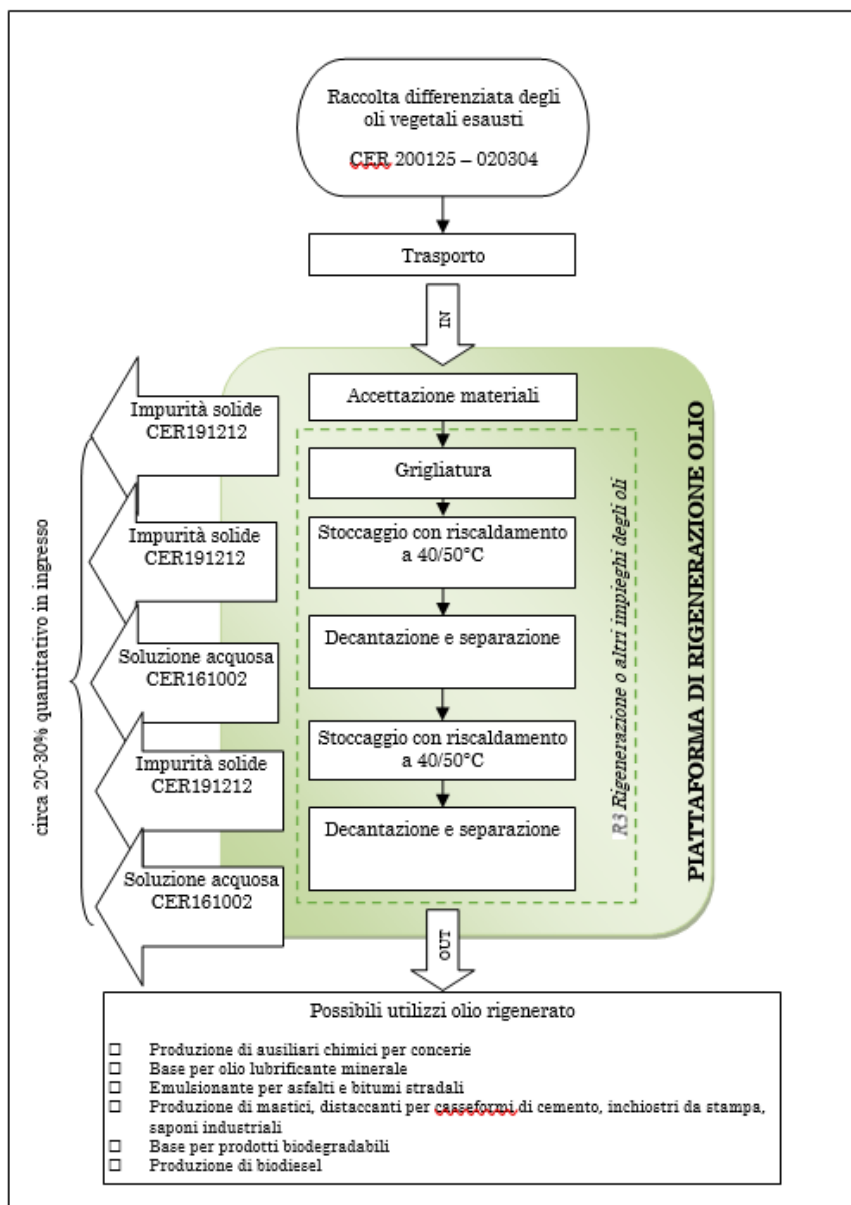 Raccolta differenziata degli
oli vegetali esausti
CER 200125 – 020304
Trasporto
IN
Accettazione materiali
Impurità solide
CER191212
Grigliatura
Impurità solide
CER191212
Stoccaggio con riscaldamento
a 40/50°C
Soluzione acquosa
CER161002
Decantazione e separazione
Impurità solide
CER191212
Stoccaggio con riscaldamento
a 40/50°C
Soluzione acquosa
CER161002
Decantazione e separazione
circa 20-30% quantitativo in ingresso
R3 Rigenerazione o altri impieghi degli oli
PIATTAFORMA DI RIGENERAZIONE OLIO
OUT
Possibili utilizzi olio rigenerato
☐ Produzione di ausiliari chimici per concerie
☐ Base per olio lubrificante minerale
☐ Emulsionante per asfalti e bitumi stradali
☐ Produzione di mastici, distaccanti per casseformi di cemento, inchiostri da stampa,
saponi industriali
☐ Base per prodotti biodegradabili
☐ Produzione di biodiesel